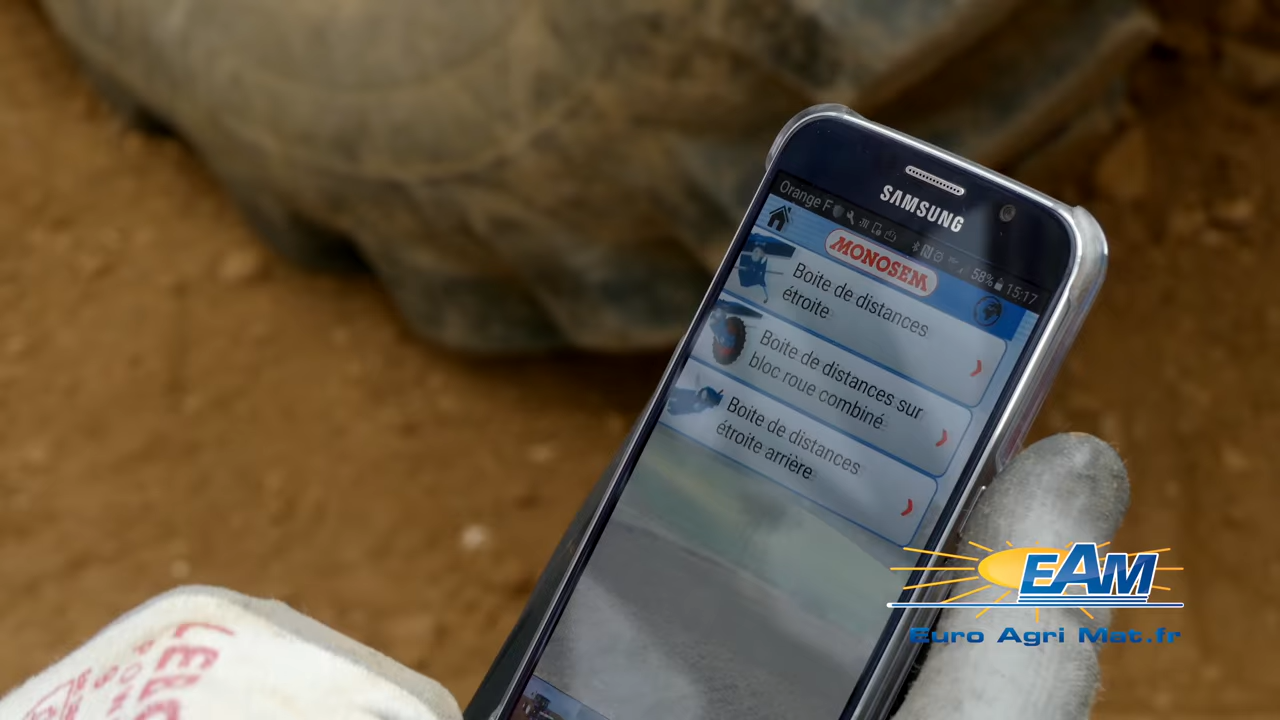 SAMSUNG
Orange F 58% 15:17
MONOSEM
Boite de distances
étroite
Boite de distances sur
bloc roue combiné
Boite de distances
étroite arrière
EAM
Euro Agri Mat.fr